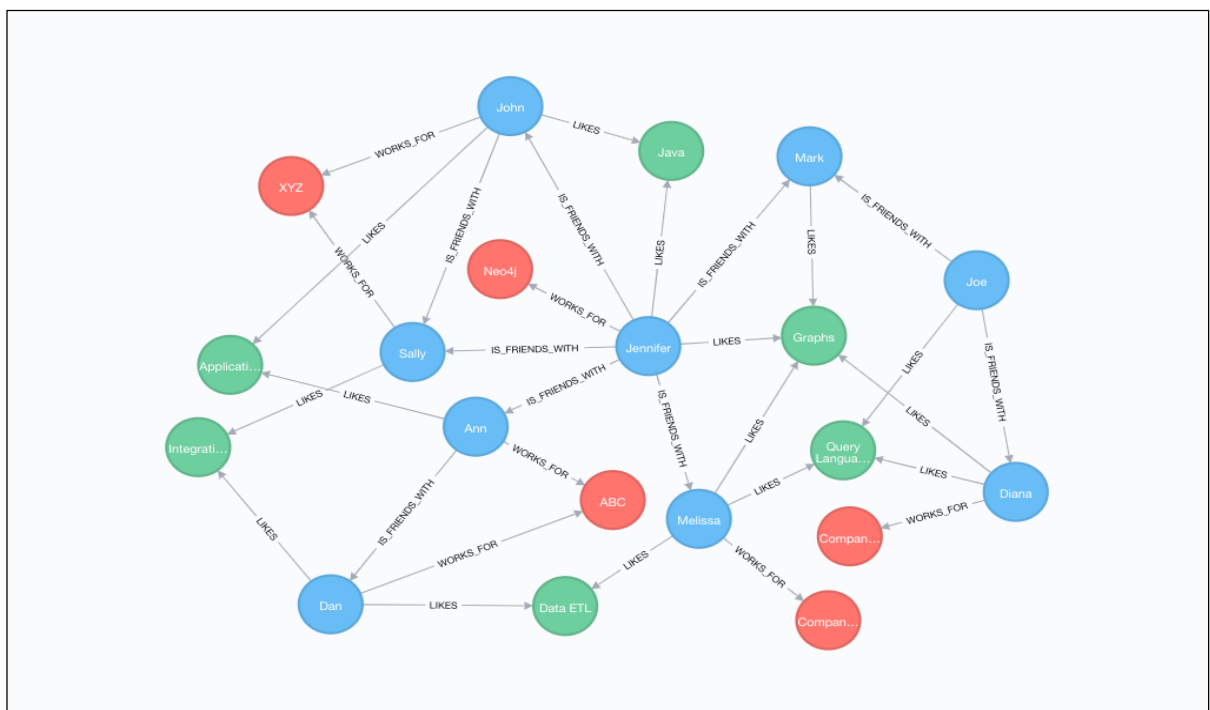 John
LIKES
WORKS_FOR
Java
Mark
XYZ
IS_FRIENDS_WITH
IS_FRIENDS_WITH
IS_FRIENDS_WITH
LIKES
LIKES
LIKES
IS_FRIENDS_WITH
WORKS_FOR
Neo4j
Joe
WORKS_FOR
Graphs
Jennifer
LIKES
IS_FRIENDS_WITH
Sally
Applicati...
IS_FRIENDS_WITH
LIKES
IS_FRIENDS_WITH
LIKES
LIKES
IS_FRIENDS_WITH
LIKES
Ann
LIKES
Integrati...
WORKS_FOR
Query
Langua...
LIKES
LIKES
Diana
ABC
Melissa
IS_FRIENDS_WITH
WORKS_FOR
Compan...
LIKES
WORKS_FOR
LIKES
WORKS_FOR
Dan
LIKES
Data ETL
Compan...